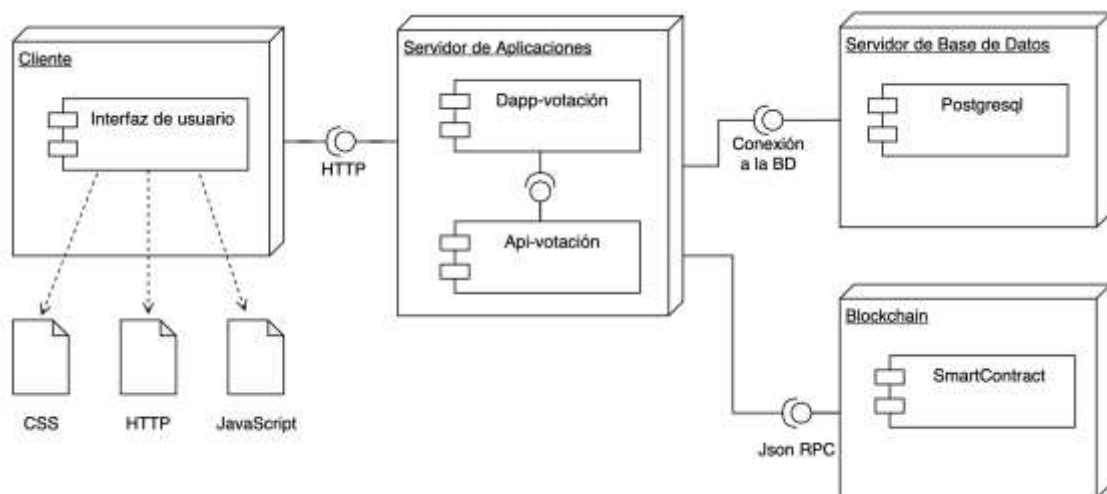 Cliente
Interfaz de usuario
CSS
HTTP
JavaScript
HTTP
Servidor de Aplicaciones
Dapp-votación
Api-votación
Conexión
a la BD
Servidor de Base de Datos
Postgresql
Json RPC
Blockchain
SmartContract